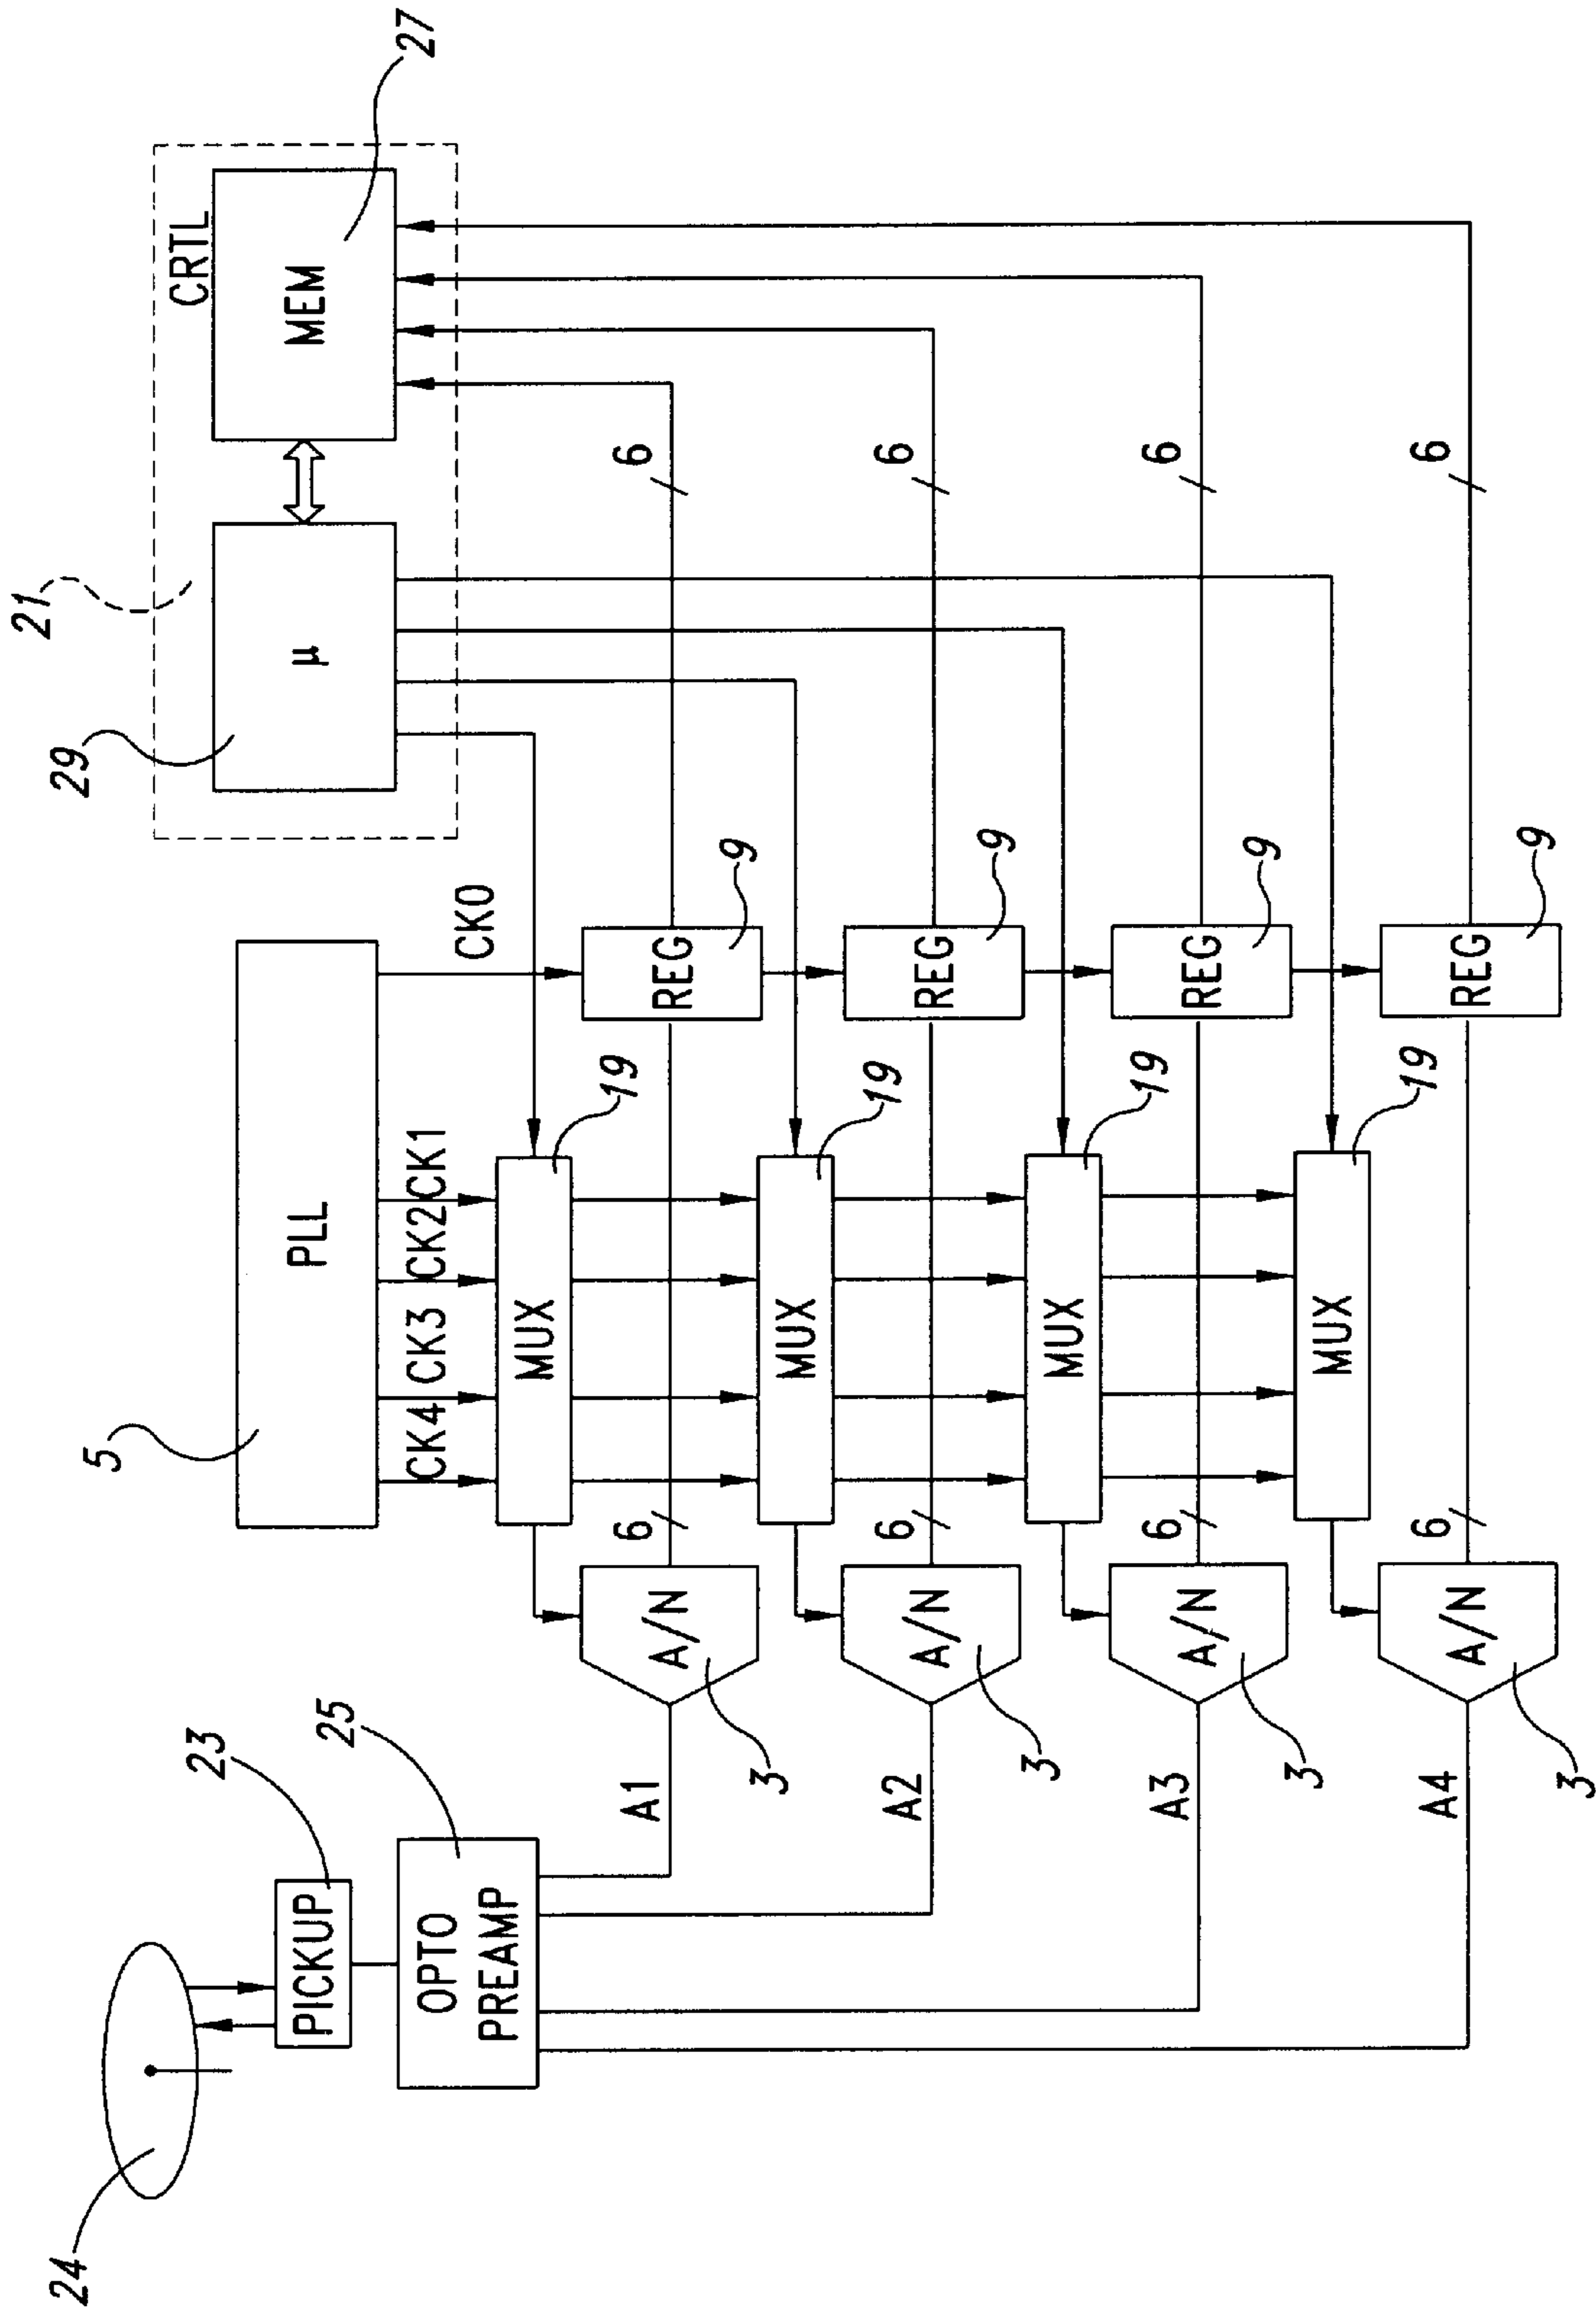 24
23
PICKUP
25
OPTO
PREAMP
5
PLL
CK4
CK3
CK2
CK1
CK0
21
29
µ
CRTL
MEM
27
MUX
19
A1
A/N
3
6
REG
9
6
MUX
19
A2
A/N
3
6
REG
9
6
MUX
19
A3
A/N
3
6
REG
9
6
MUX
19
A4
A/N
3
6
REG
9
6